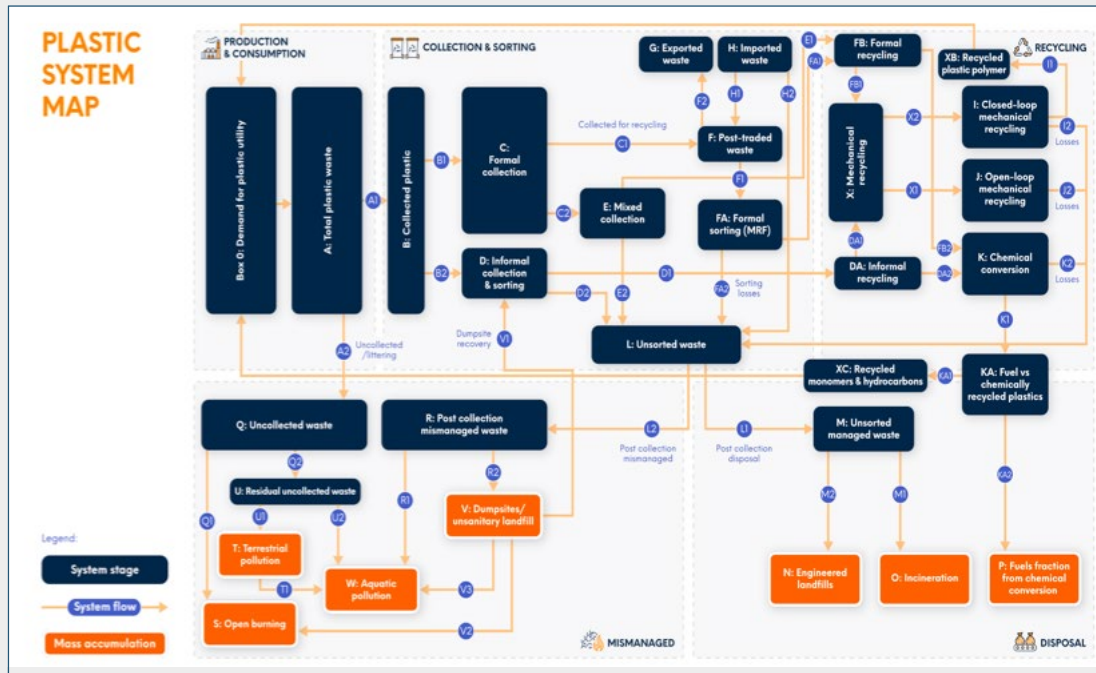 PLASTIC
SYSTEM
MAP
PRODUCTION
& CONSUMPTION
COLLECTION & SORTING
RECYCLING
Box 0: Demand for plastic utility
A: Total plastic waste
A1
A2
Uncollected
/littering
B: Collected plastic
B1
B2
C:
Formal
collection
Collected for recycling
C1
C2
D: Informal
collection
& sorting
D1
D2
Dumpsite
recovery
V1
E: Mixed
collection
E1
E2
G: Exported
waste
H: Imported
waste
F2
H1
H2
F: Post-traded
waste
F1
FA: Formal
sorting (MRF)
FA1
FA2
Sorting
losses
L: Unsorted waste
FB: Formal
recycling
FB1
FB2
XB: Recycled
plastic polymer
I1
X: Mechanical
recycling
X2
X1
I: Closed-loop
mechanical
recycling
I2
Losses
J: Open-loop
mechanical
recycling
J2
Losses
DA1
DA: Informal
recycling
DA2
K: Chemical
conversion
K2
Losses
K1
XC: Recycled
monomers & hydrocarbons
KA1
KA: Fuel vs
chemically
recycled plastics
KA2
Q: Uncollected waste
Q1
Q2
U: Residual uncollected waste
U1
U2
T: Terrestrial
pollution
T1
S: Open burning
R: Post collection
mismanaged waste
R1
R2
V: Dumpsites/
unsanitary landfill
V3
V2
W: Aquatic
pollution
L2
Post collection
mismanaged
L1
Post collection
disposal
M: Unsorted
managed waste
M2
M1
N: Engineered
landfills
O: Incineration
P: Fuels fraction
from chemical
conversion
Legend:
System stage
System flow
Mass accumulation
MISMANAGED
DISPOSAL